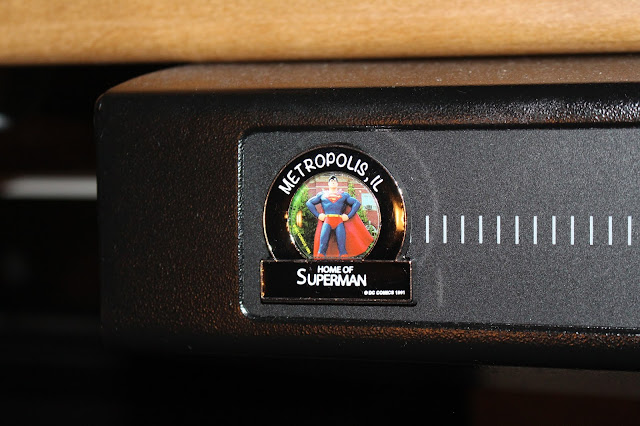 METROPOLIS, IL
HOME OF
SUPERMAN
© DC COMICS 1991